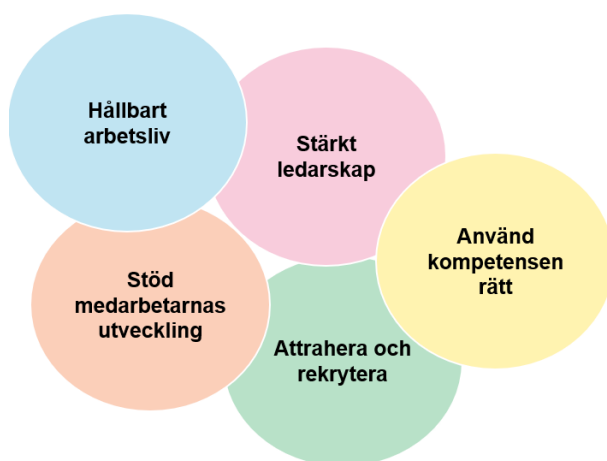 Hållbart
arbetsliv
Stärkt
ledarskap
Använd
kompetensen
rätt
Stöd
medarbetarnas
utveckling
Attrahera och
rekrytera